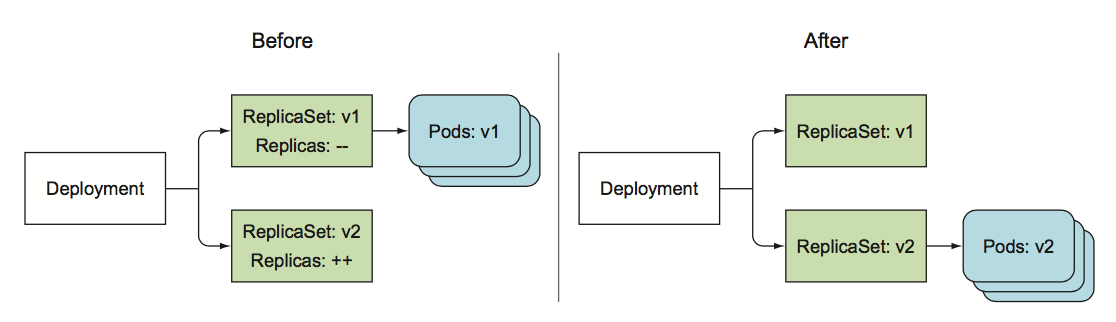 Before
Deployment
ReplicaSet: v1
Replicas: --
Pods: v1
ReplicaSet: v2
Replicas: ++
After
Deployment
ReplicaSet: v1
ReplicaSet: v2
Pods: v2